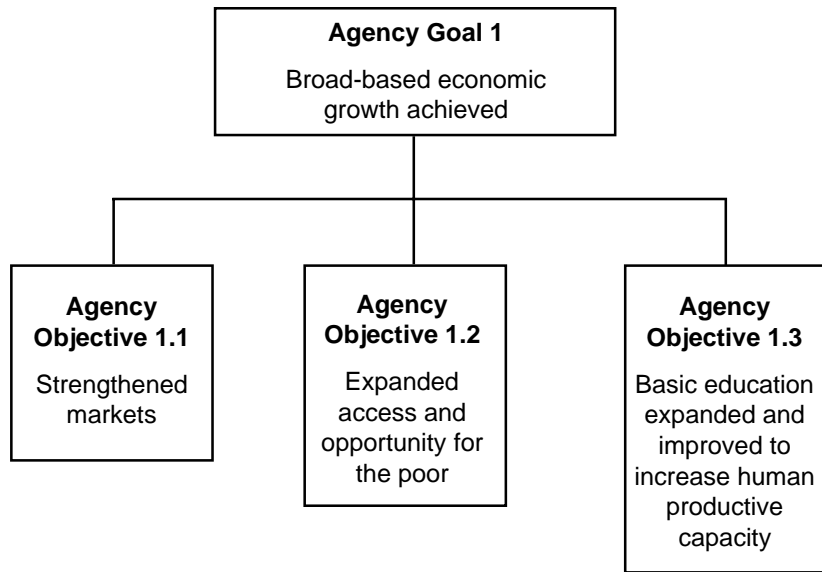 Agency Goal 1
Broad-based economic
growth achieved
Agency
Objective 1.1
Strengthened
markets
Agency
Objective 1.2
Expanded
access and
opportunity for
the poor
Agency
Objective 1.3
Basic education
expanded and
improved to
increase human
productive
capacity